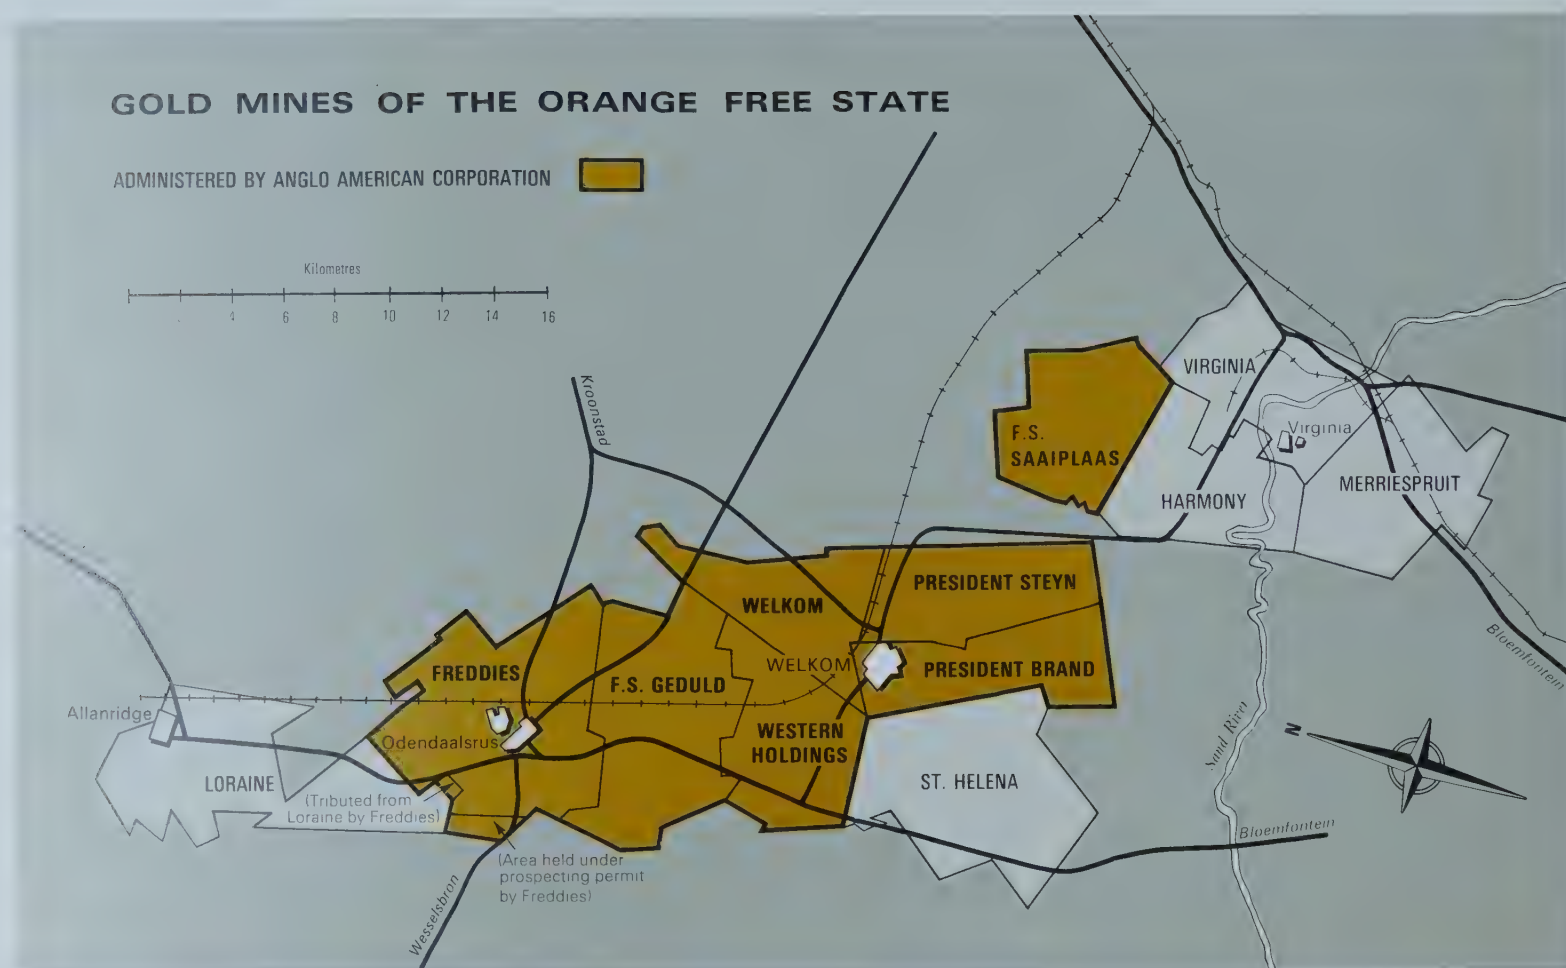 GOLD MINES OF THE ORANGE FREE STATE
ADMINISTERED BY ANGLO AMERICAN CORPORATION
Kilometres
4 6 8 10 12 14 16
Kroonstad
VIRGINIA
F.S.
SAAIPLAAS
Virginia
HARMONY
MERRIESPRUIT
PRESIDENT STEYN
WELKOM
Bloemfontein
WELKOM
PRESIDENT BRAND
FREDDIES
F.S. GEDULD
Allanridge
Odendaalsrus
WESTERN
HOLDINGS
Sand River
N
LORAINE
ST. HELENA
(Tributed from
Loraine by Freddies)
Bloemfontein
(Area held under
prospecting permit
by Freddies)
Wesselsbron